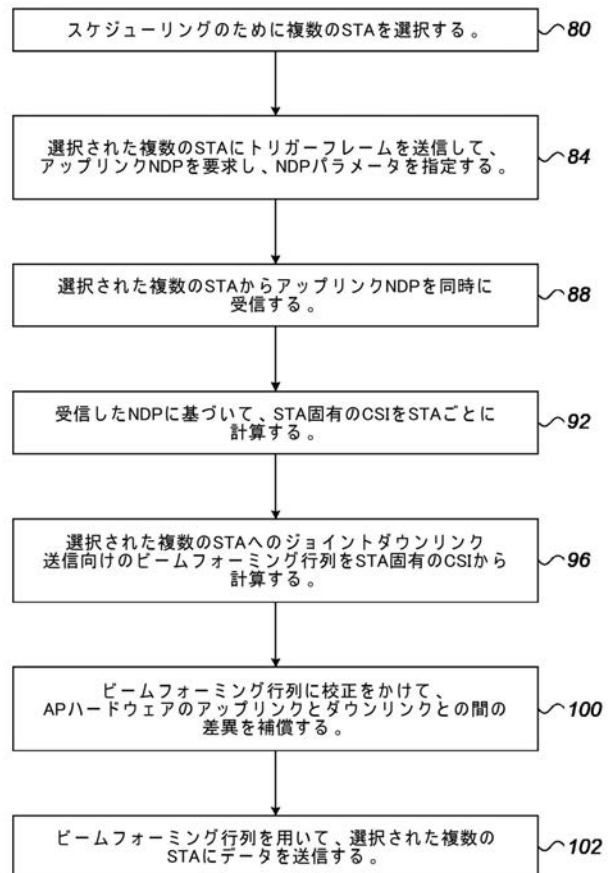 スケジューリングのために複数のSTAを選択する。
80
選択された複数のSTAにトリガーフレームを送信して、
アップリンクNDPを要求し、NDPパラメータを指定する。
84
選択された複数のSTAからアップリンクNDPを同時に
受信する。
88
受信したNDPに基づいて、STA固有のCSIをSTAごとに
計算する。
92
選択された複数のSTAへのジョイントダウンリンク
送信向けのビームフォーミング行列をSTA固有のCSIから
計算する。
96
ビームフォーミング行列に校正をかけて、
APハードウェアのアップリンクとダウンリンクとの間の
差異を補償する。
100
ビームフォーミング行列を用いて、選択された複数の
STAにデータを送信する。
102